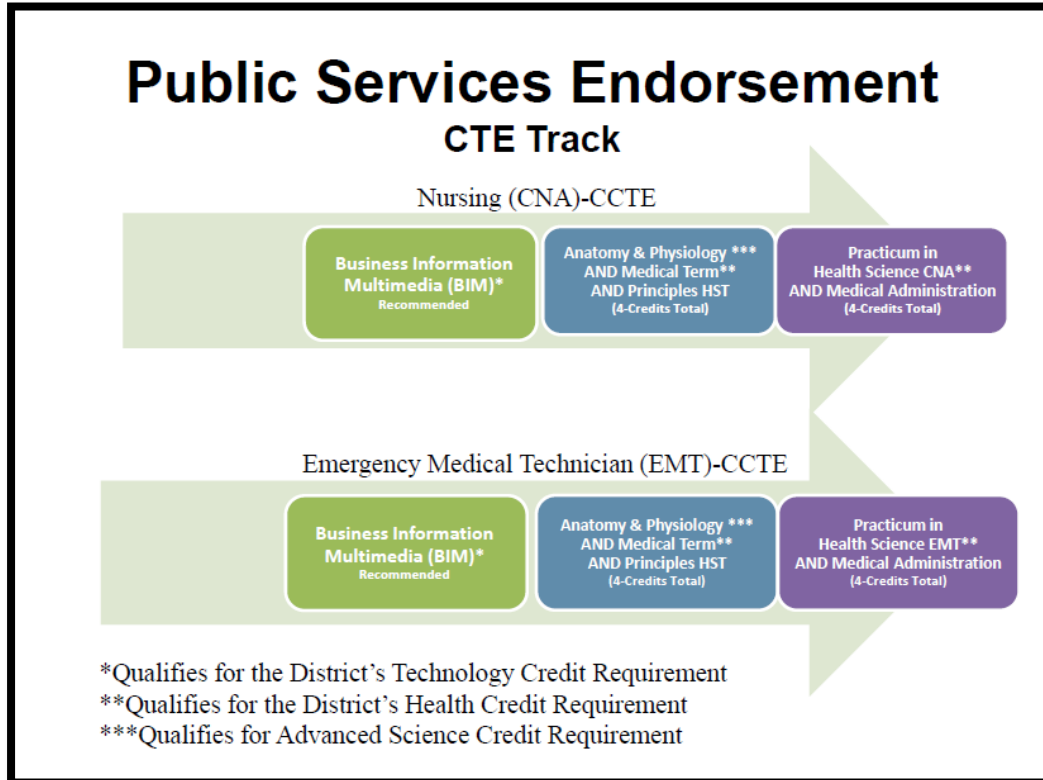 Public Services Endorsement
CTE Track
Nursing (CNA)-CCTE
Business Information
Multimedia (BIM)*
Recommended
Anatomy & Physiology ***
AND Medical Term**
AND Principles HST
(4-Credits Total)
Practicum in
Health Science CNA**
AND Medical Administration
(4-Credits Total)
Emergency Medical Technician (EMT)-CCTE
Business Information
Multimedia (BIM)*
Recommended
Anatomy & Physiology ***
AND Medical Term**
AND Principles HST
(4-Credits Total)
Practicum in
Health Science EMT**
AND Medical Administration
(4-Credits Total)
*Qualifies for the District’s Technology Credit Requirement
**Qualifies for the District’s Health Credit Requirement
***Qualifies for Advanced Science Credit Requirement